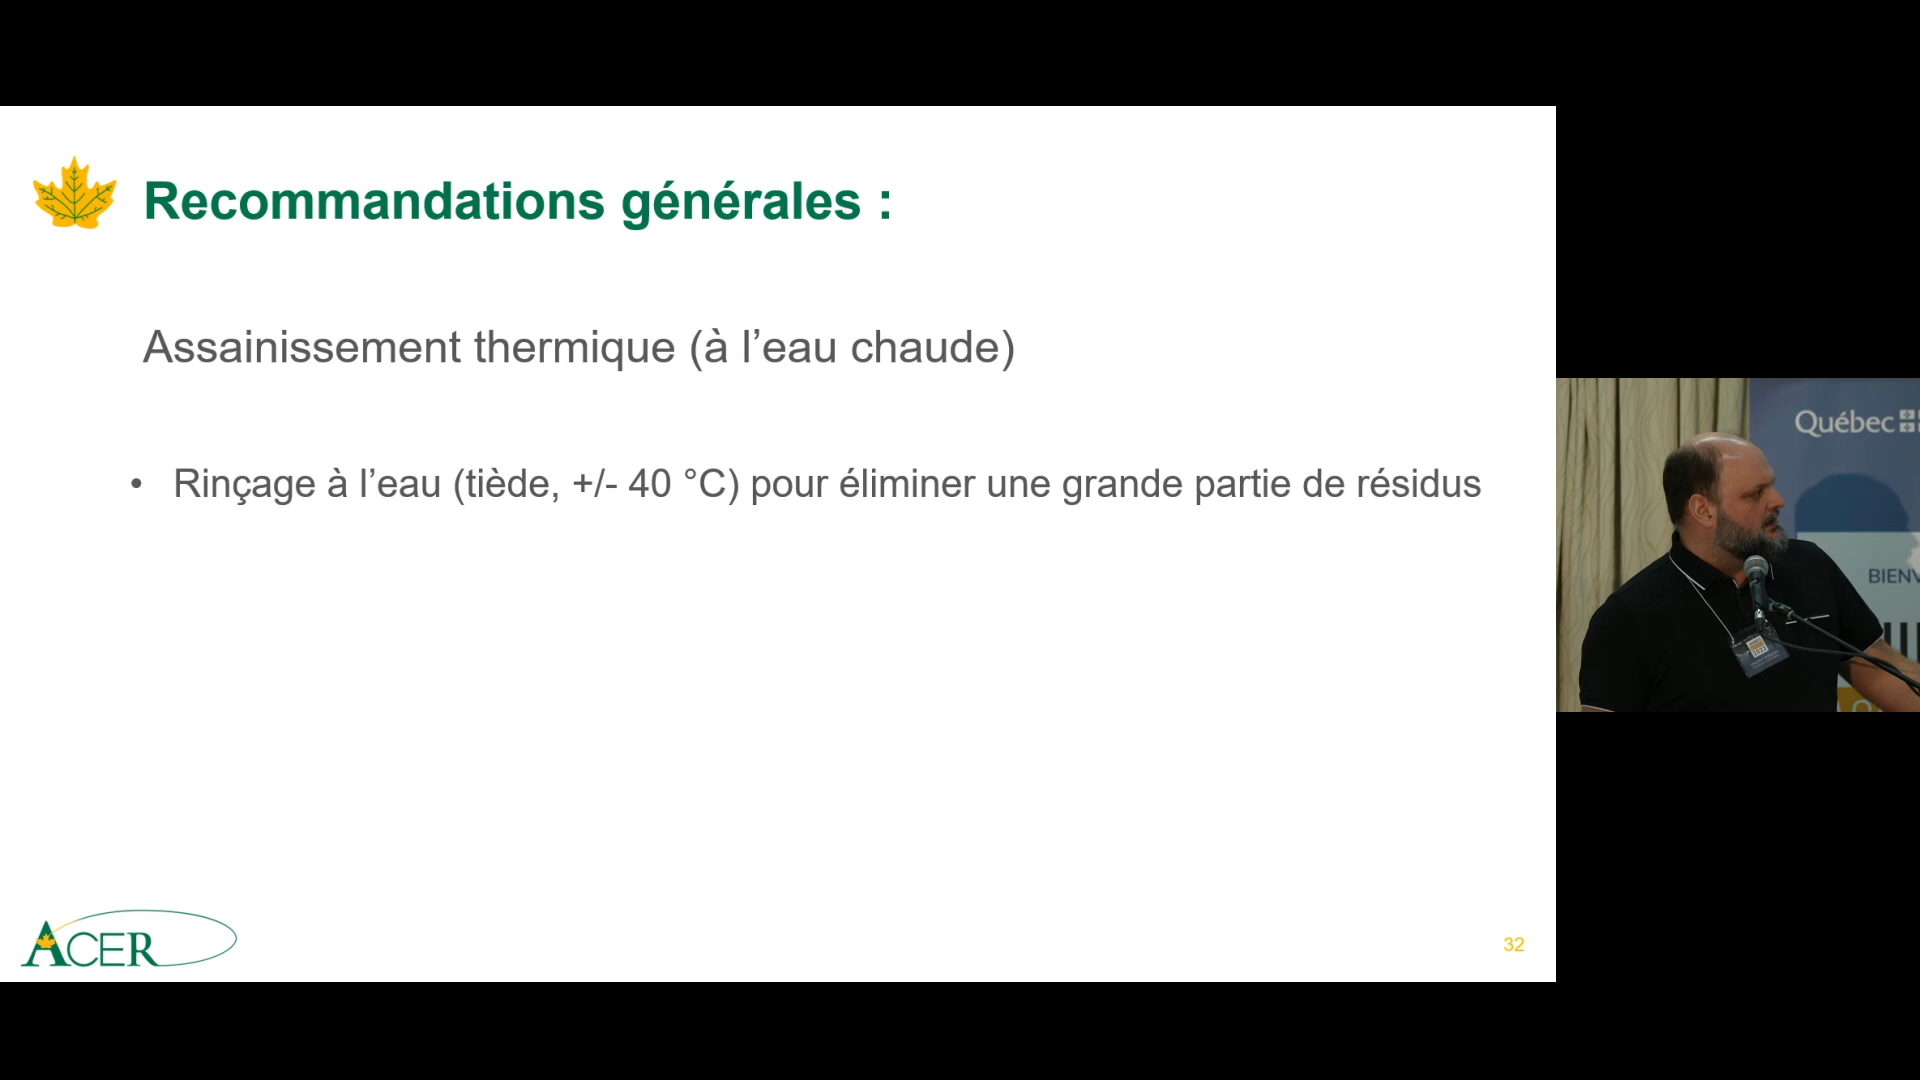 Recommandations générales :
Assainissement thermique (à l’eau chaude)
• Rinçage à l’eau (tiède, +/- 40 °C) pour éliminer une grande partie de résidus
ACER
32
Québec
BIENV